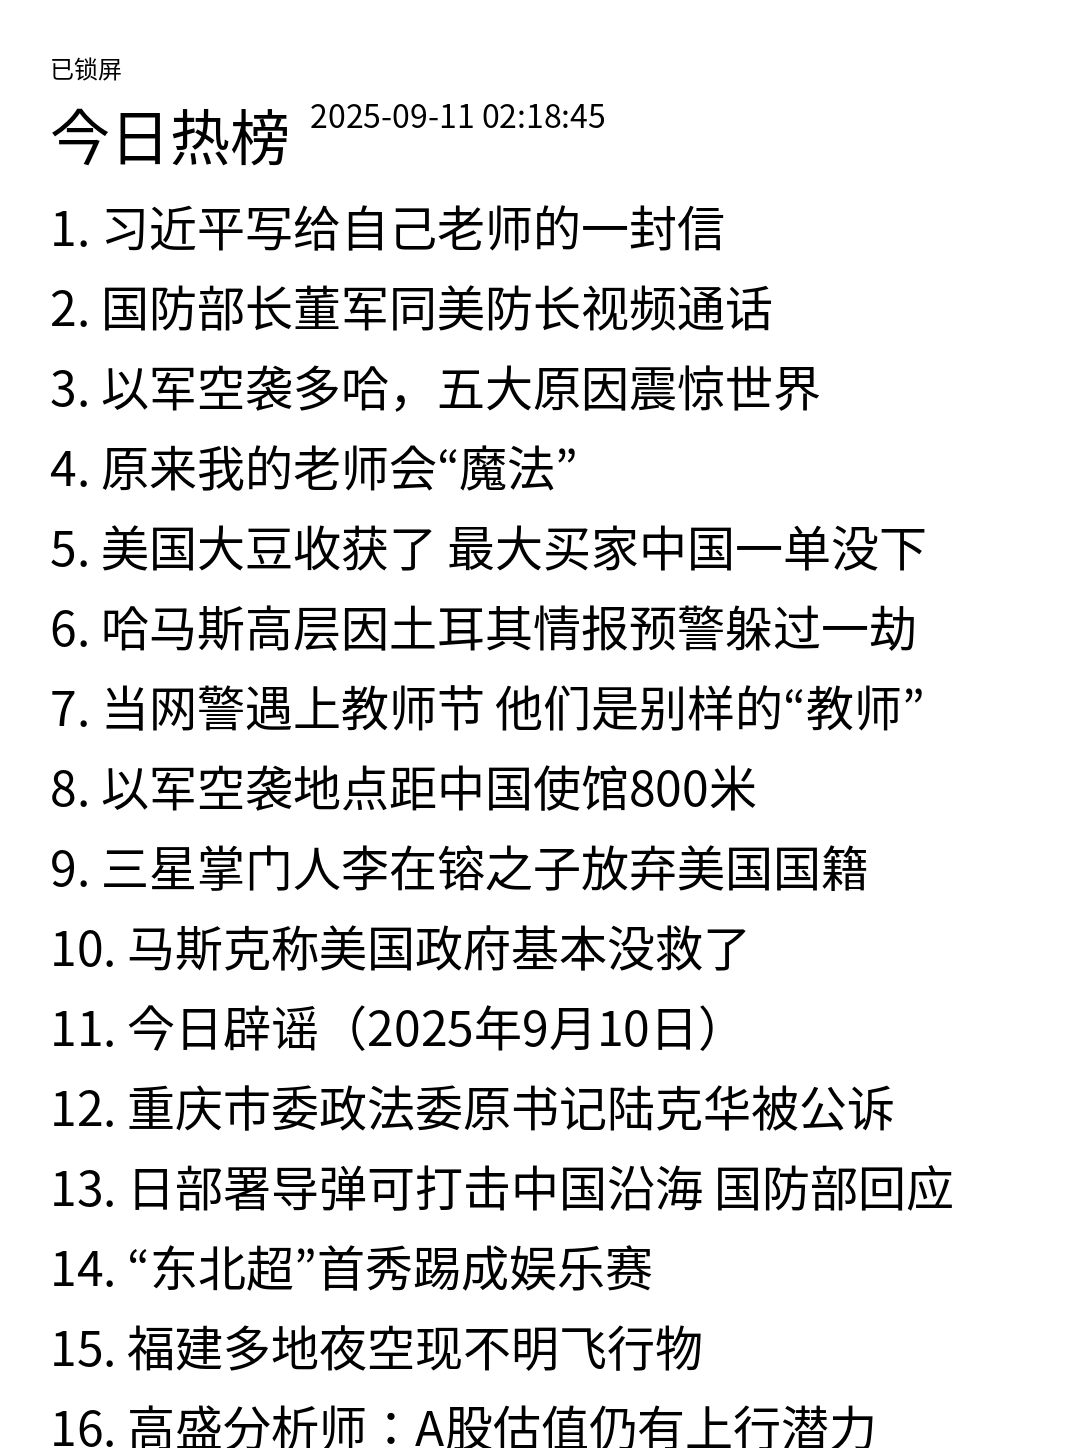 已锁屏
今日热榜 2025-09-11 02:18:45
1. 习近平写给自己老师的一封信
2. 国防部长董军同美防长视频通话
3. 以军空袭多哈，五大原因震惊世界
4. 原来我的老师会“魔法”
5. 美国大豆收获了 最大买家中国一单没下
6. 哈马斯高层因土耳其情报预警躲过一劫
7. 当网警遇上教师节 他们是别样的“教师”
8. 以军空袭地点距中国使馆800米
9. 三星掌门人李在镕之子放弃美国国籍
10. 马斯克称美国政府基本没救了
11. 今日辟谣（2025年9月10日）
12. 重庆市委政法委原书记陆克华被公诉
13. 日部署导弹可打击中国沿海 国防部回应
14. “东北超”首秀踢成娱乐赛
15. 福建多地夜空现不明飞行物
16. 高盛分析师：A股估值仍有上行潜力